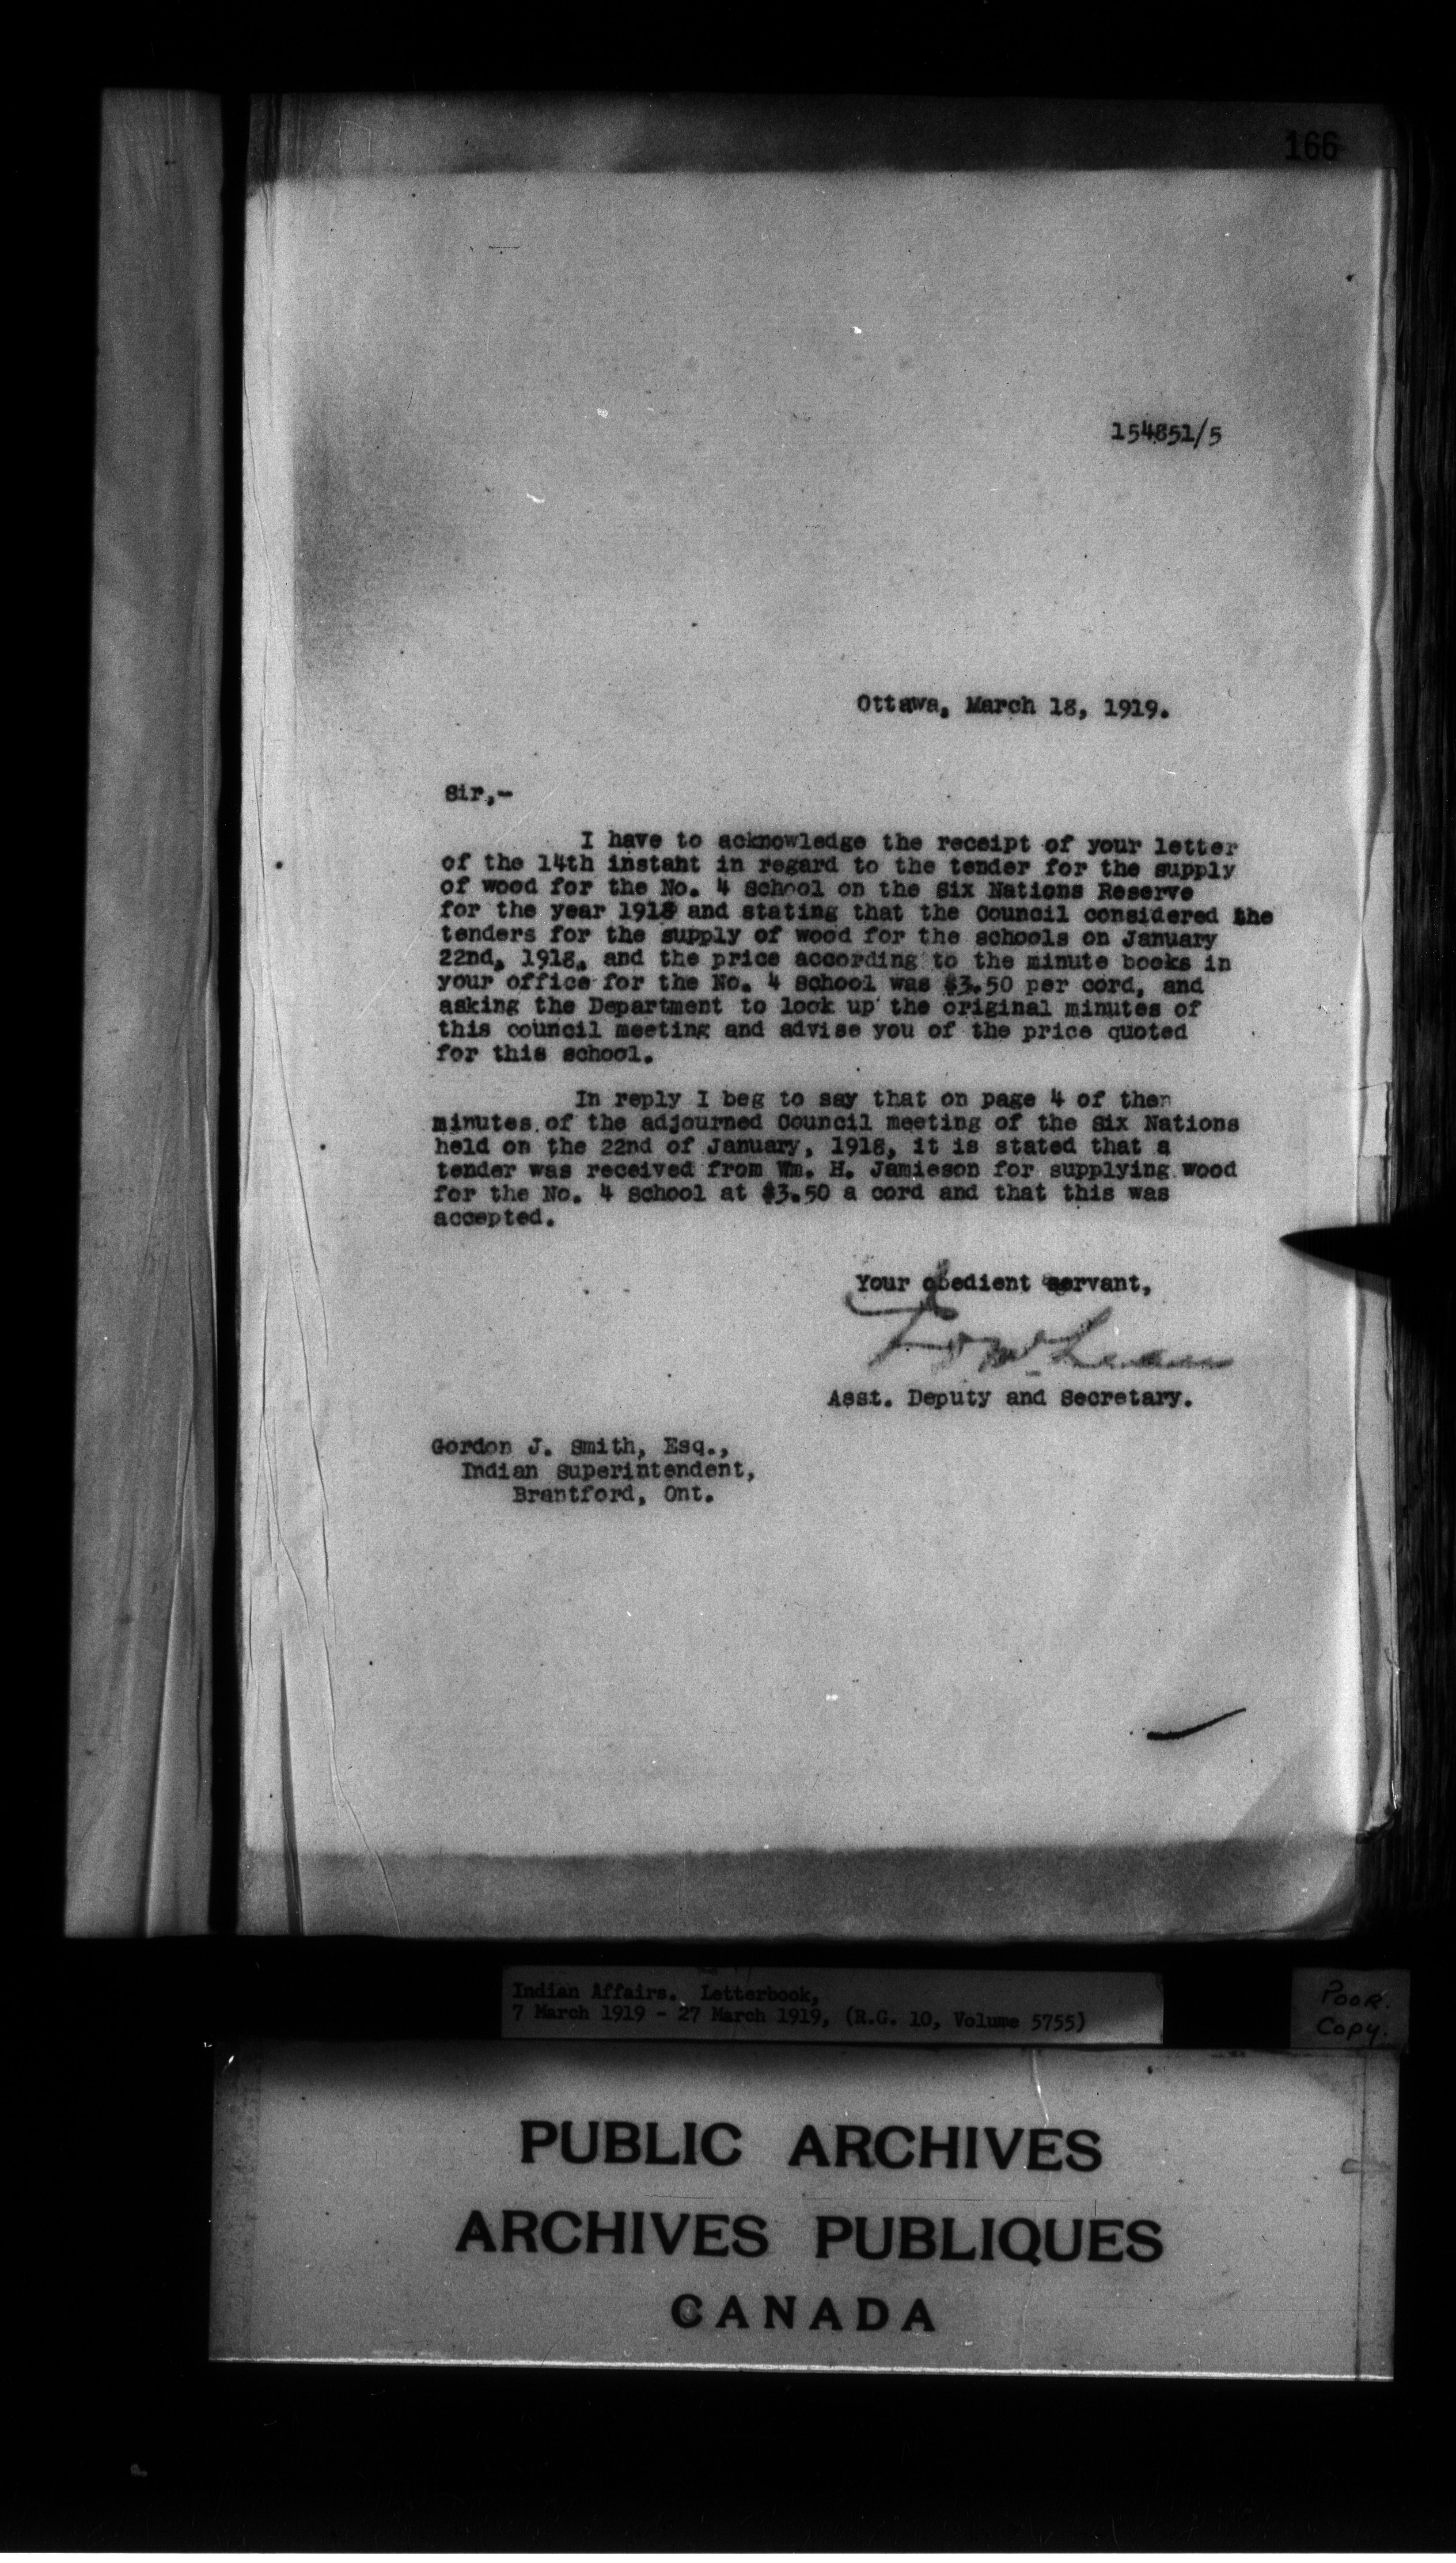 166
154851/5
Ottawa, March 18, 1919.
Sir,-
I have to acknowledge the receipt of your letter
of the 14th instant in regard to the tender for the supply
of wood for the No. 4 School on the Six Nations Reserve
for the year 1918 and stating that the Council considered the
tenders for the supply of wood for the schools on January
22nd, 1918, and the price according to the minute books in
your office for the No. 4 School was $3.50 per cord, and
asking the Department to look up the original minutes of
this council meeting and advise you of the price quoted
for this school.
In reply I beg to say that on page 4 of then
minutes of the adjourned Council meeting of the Six Nations
held on the 22nd of January, 1918, it is stated that a
tender was received from Wm. H. Jamieson for supplying wood
for the No. 4 School at $3.50 a cord and that this was
accepted.
Your obedient servant,
McLean
Asst. Deputy and Secretary.
Gordon J. Smith, Esq.,
Indian Superintendent,
Brantford, Ont.
Indian Affairs. Letterbook,
7 March 1919 - 27 March 1919, (R.G. 10, Volume 5755)
POOR.
Copy.
PUBLIC ARCHIVES
ARCHIVES PUBLIQUES
CANADA